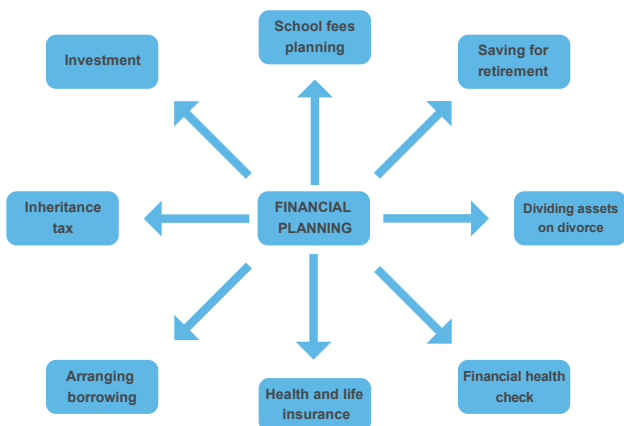 School fees
planning
Investment
Saving for
retirement
Inheritance
tax
FINANCIAL
PLANNING
Dividing assets
on divorce
Arranging
borrowing
Health and life
insurance
Financial health
check